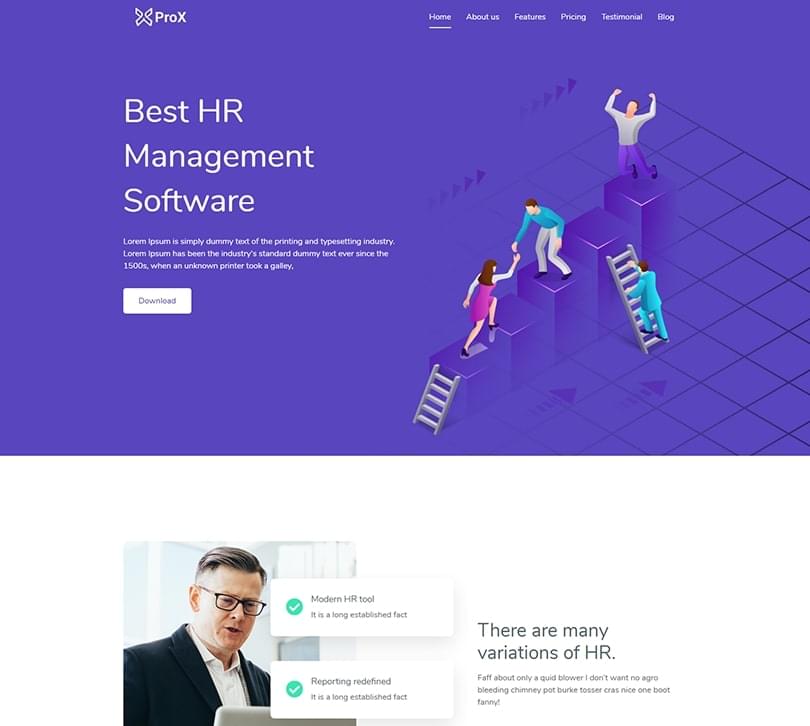 ProX
Home About us Features Pricing Testimonial Blog
Best HR
Management
Software
Lorem Ipsum is simply dummy text of the printing and typesetting industry.
Lorem Ipsum has been the industry's standard dummy text ever since the
1500s, when an unknown printer took a galley,
Download
Modern HR tool
It is a long established fact
Reporting redefined
It is a long established fact
There are many
variations of HR.
Faff about only a quid blower I don't want no agro
bleeding chimney pot burke tosser cras nice one boot
fanny!